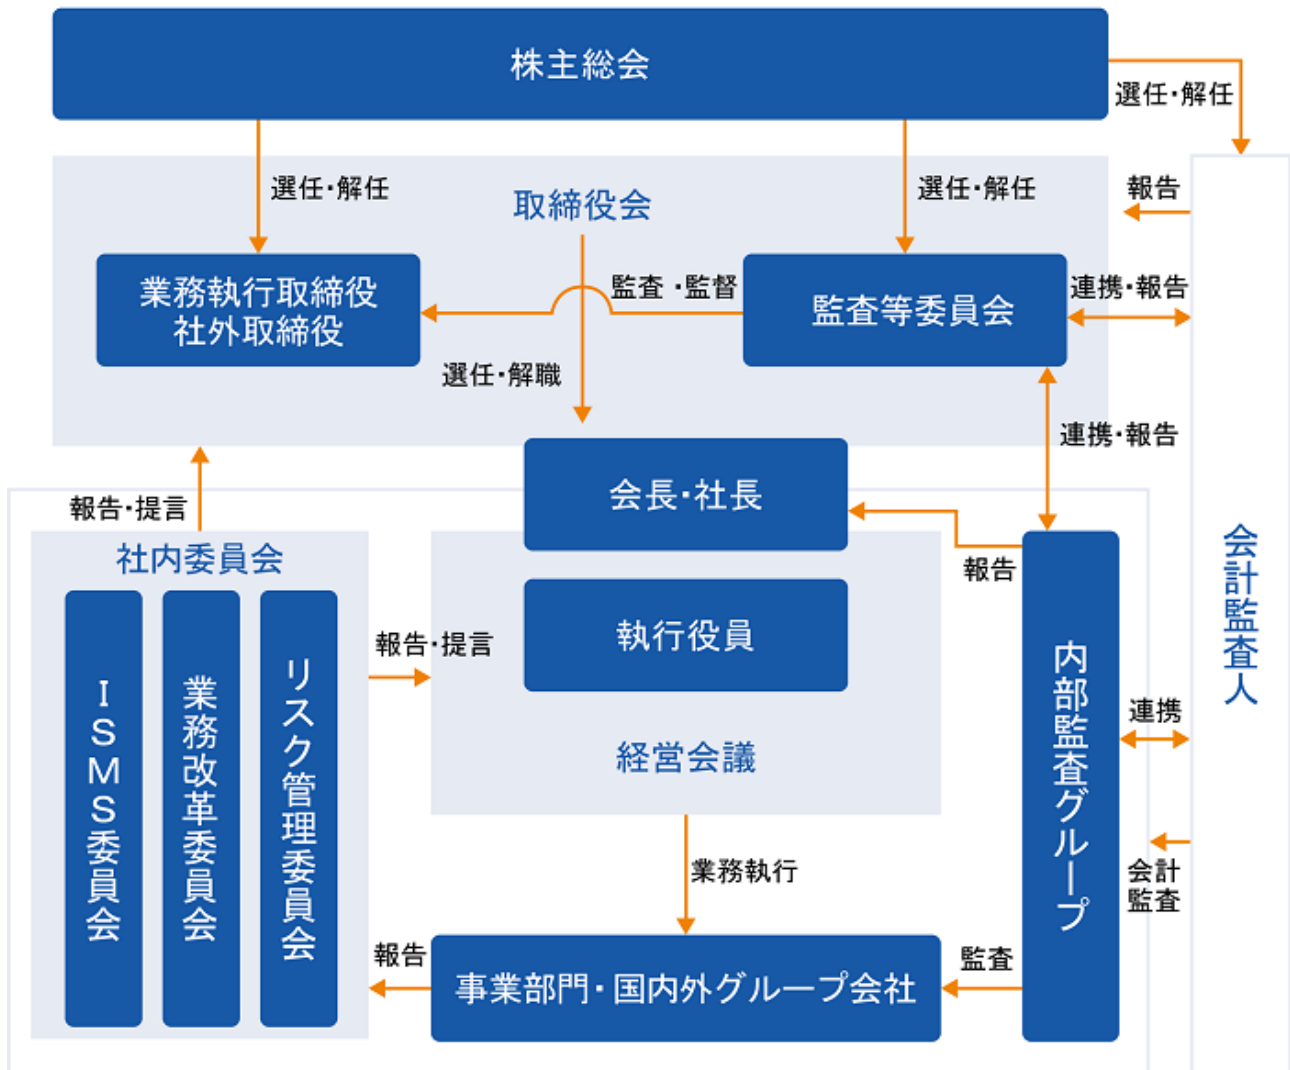 株主総会
選任・解任
選任・解任
取締役会
選任・解任
報告
業務執行取締役
社外取締役
監査・監督
監査等委員会
連携・報告
選任・解職
連携・報告
会長・社長
報告・提言
社内委員会
報告
執行役員
報告・提言
経営会議
ISMS委員会
業務改革委員会
リスク管理委員会
内部監査グループ
会計監査人
連携
業務執行
会計
監査
報告
事業部門・国内外グループ会社
監査